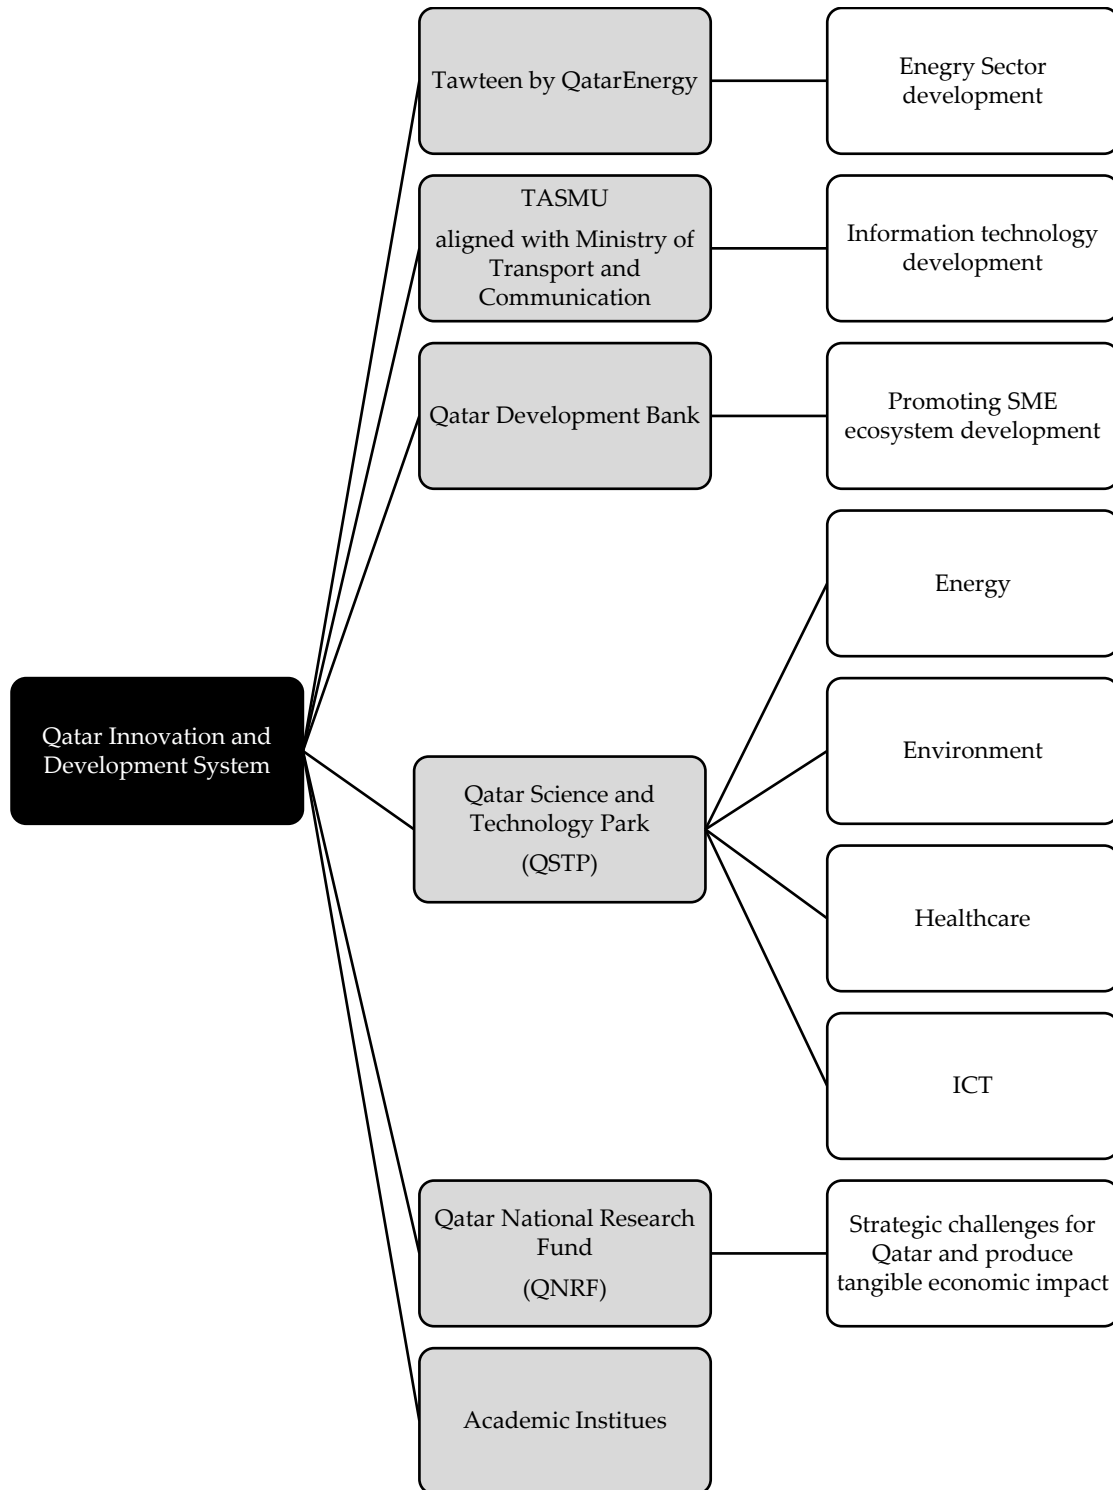 Tawteen by QatarEnergy
Enegry Sector
development
TASMU
aligned with Ministry of
Transport and
Communication
Information technology
development
Qatar Development Bank
Promoting SME
ecosystem development
Energy
Qatar Innovation and
Development System
Environment
Qatar Science and
Technology Park
(QSTP)
Healthcare
ICT
Qatar National Research
Fund
(QNRF)
Strategic challenges for
Qatar and produce
tangible economic impact
Academic Institues